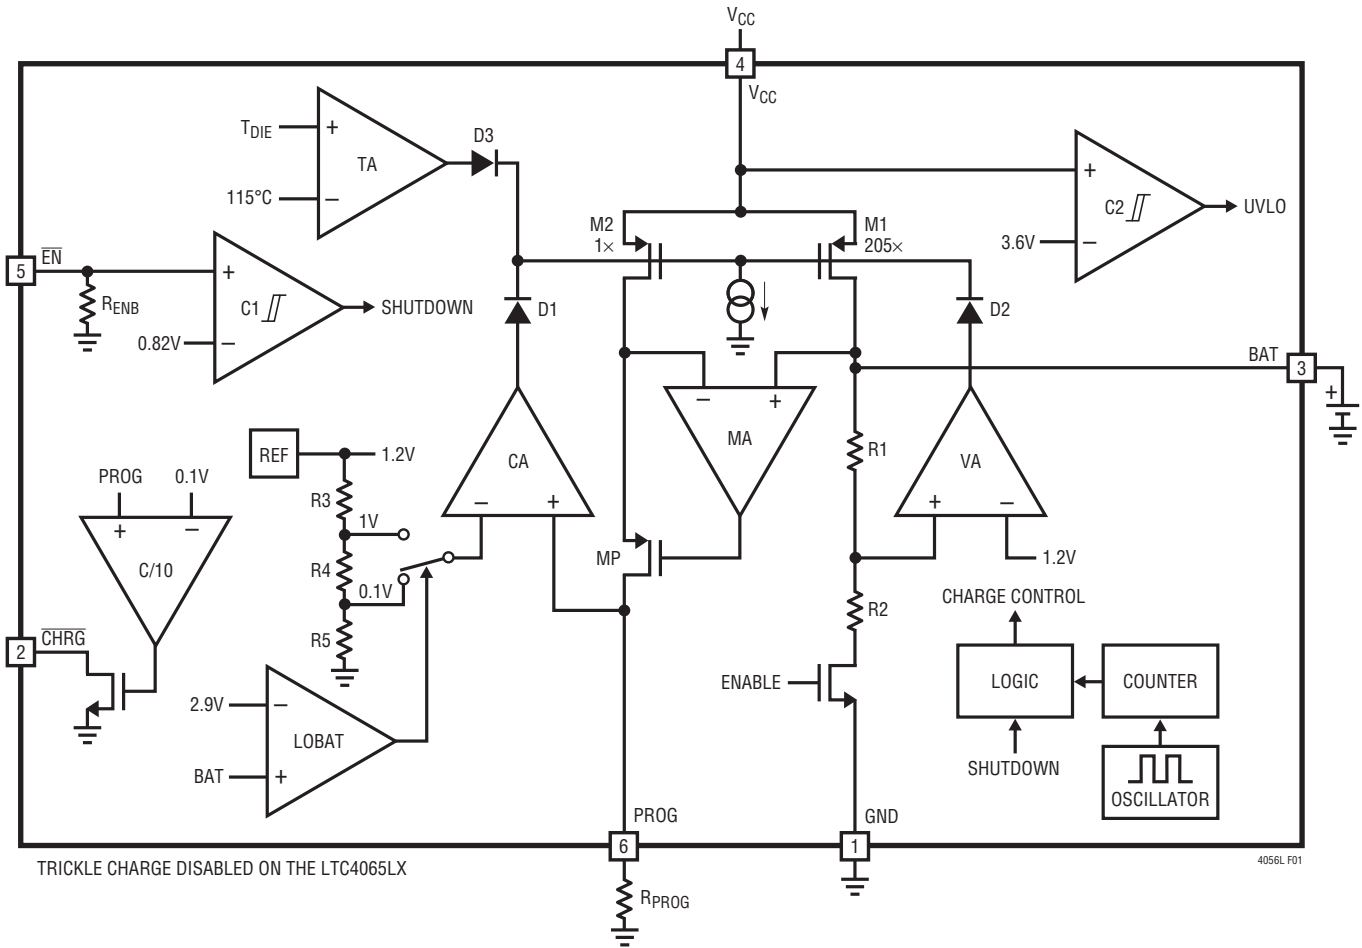 VCC
4
VCC
D3
TDIE
+
TA
115°C
−
+
C2
UVLO
3.6V
−
M2
1×
M1
205×
5
EN
RENB
+
C1
SHUTDOWN
0.82V
−
D1
D2
BAT
3
+
−
+
MA
REF
1.2V
CA
−
+
VA
+
−
1.2V
R1
R2
PROG
0.1V
+
−
C/10
R3
1V
R4
0.1V
R5
MP
2
CHRG
2.9V
−
LOBAT
BAT
+
ENABLE
CHARGE CONTROL
LOGIC
COUNTER
SHUTDOWN
OSCILLATOR
PROG
6
RPROG
GND
1
TRICKLE CHARGE DISABLED ON THE LTC4065LX
4056L F01